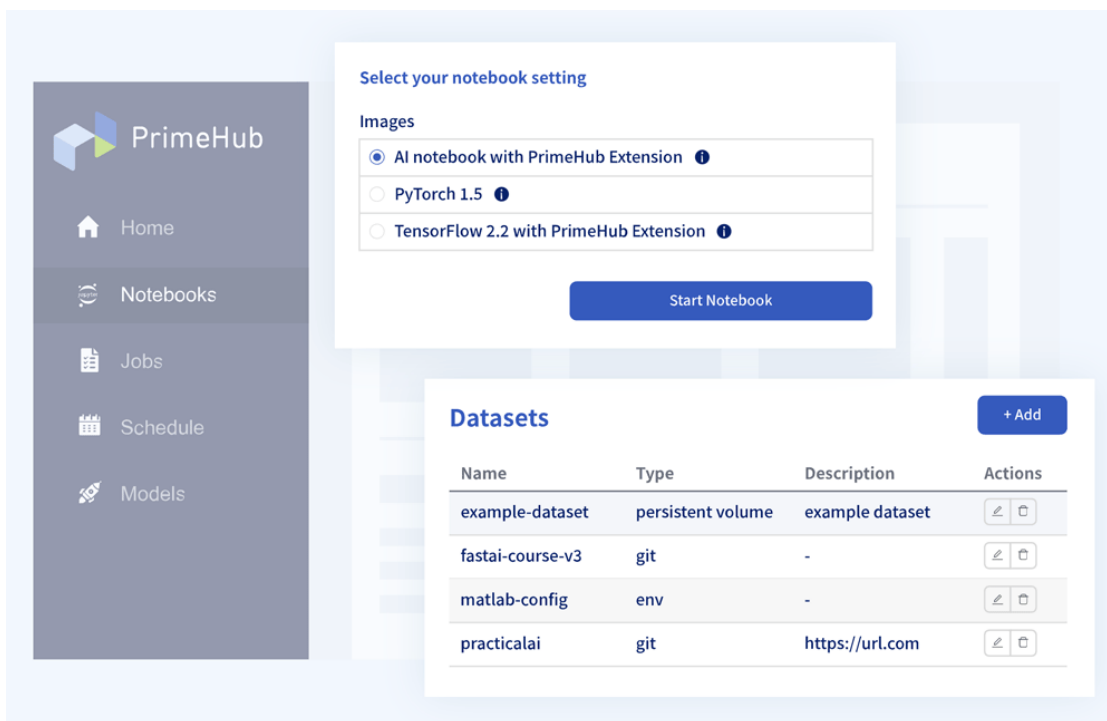 PrimeHub
Home
Notebooks
Jobs
Schedule
Models
Select your notebook setting
Images
AI notebook with PrimeHub Extension
PyTorch 1.5
TensorFlow 2.2 with PrimeHub Extension
Start Notebook
Datasets
+ Add
Name Type Description Actions
example-dataset persistent volume example dataset
fastai-course-v3 git -
matlab-config env -
practicalai git https://url.com